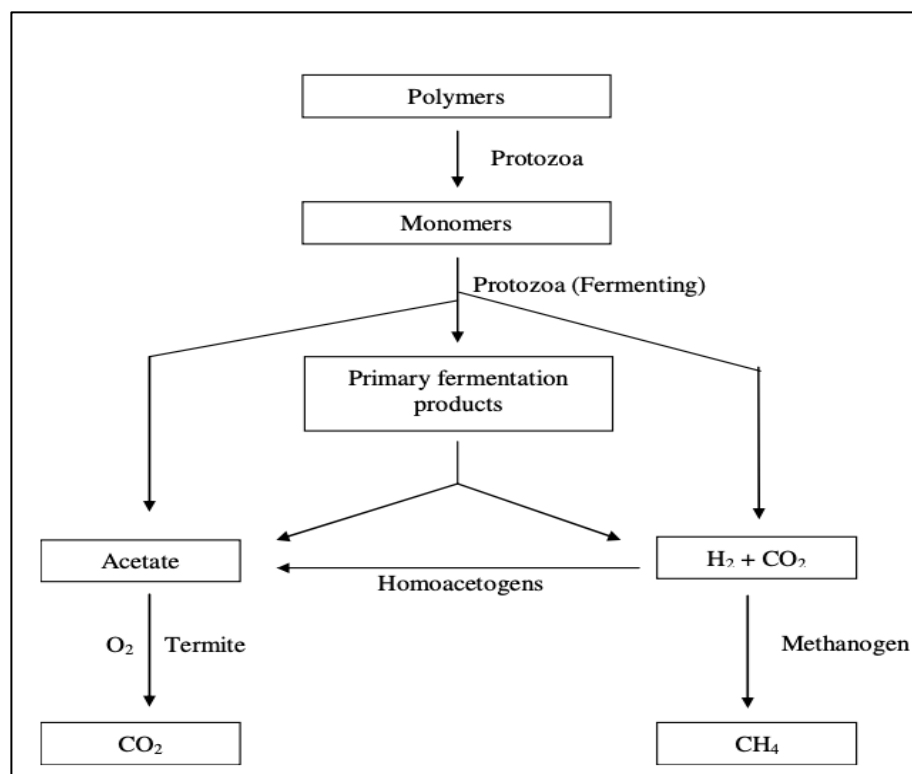 Polymers
Protozoa
Monomers
Protozoa (Fermenting)
Primary fermentation
products
Acetate
H₂ + CO₂
Homoacetogens
O₂ Termite
Methanogen
CO₂
CH₄